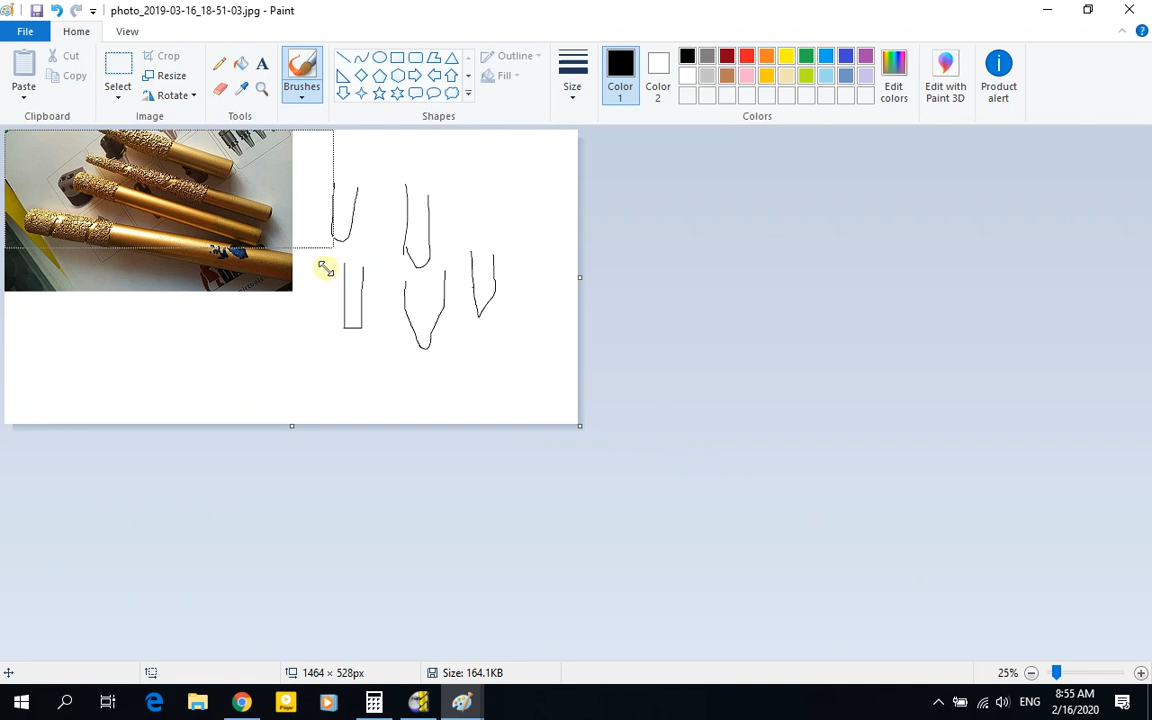 photo_2019-03-16_18-51-03.jpg - Paint
File
Home
View
Paste
Cut
Copy
Clipboard
Select
Crop
Resize
Rotate
Image
A
Tools
Brushes
Outline
Fill
Shapes
Size
Color 1
Color 2
Edit colors
Colors
Edit with Paint 3D
Product alert
1464 × 528px
Size: 164.1KB
25%
Player
ENG
8:55 AM
2/16/2020